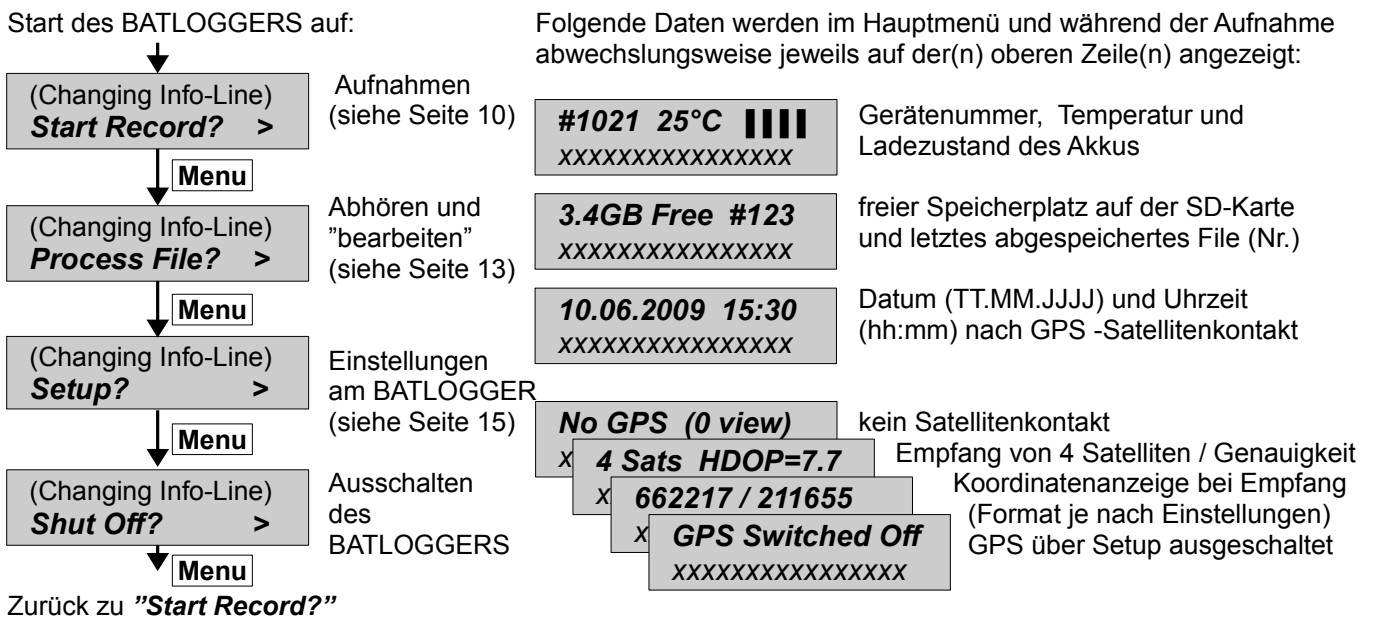 Start des BATLOGGERS auf:
(Changing Info-Line)
Start Record? >
Aufnahmen
(siehe Seite 10)
Menu
(Changing Info-Line)
Process File? >
Abhören und
”bearbeiten”
(siehe Seite 13)
Menu
(Changing Info-Line)
Setup? >
Einstellungen
am BATLOGGER
(siehe Seite 15)
Menu
(Changing Info-Line)
Shut Off? >
Ausschalten
des
BATLOGGERS
Menu
Zurück zu ”Start Record?”
Folgende Daten werden im Hauptmenü und während der Aufnahme
abwechslungsweise jeweils auf der(n) oberen Zeile(n) angezeigt:
#1021 25°C
xxxxxxxxxxxxxxxx
Gerätenummer, Temperatur und
Ladezustand des Akkus
3.4GB Free #123
xxxxxxxxxxxxxxxx
freier Speicherplatz auf der SD-Karte
und letztes abgespeichertes File (Nr.)
10.06.2009 15:30
xxxxxxxxxxxxxxxx
Datum (TT.MM.JJJJ) und Uhrzeit
(hh:mm) nach GPS -Satellitenkontakt
No GPS (0 view)
x
kein Satellitenkontakt
4 Sats HDOP=7.7
x
Empfang von 4 Satelliten / Genauigkeit
662217 / 211655
x
Koordinatenanzeige bei Empfang
(Format je nach Einstellungen)
GPS Switched Off
xxxxxxxxxxxxxxxx
GPS über Setup ausgeschaltet